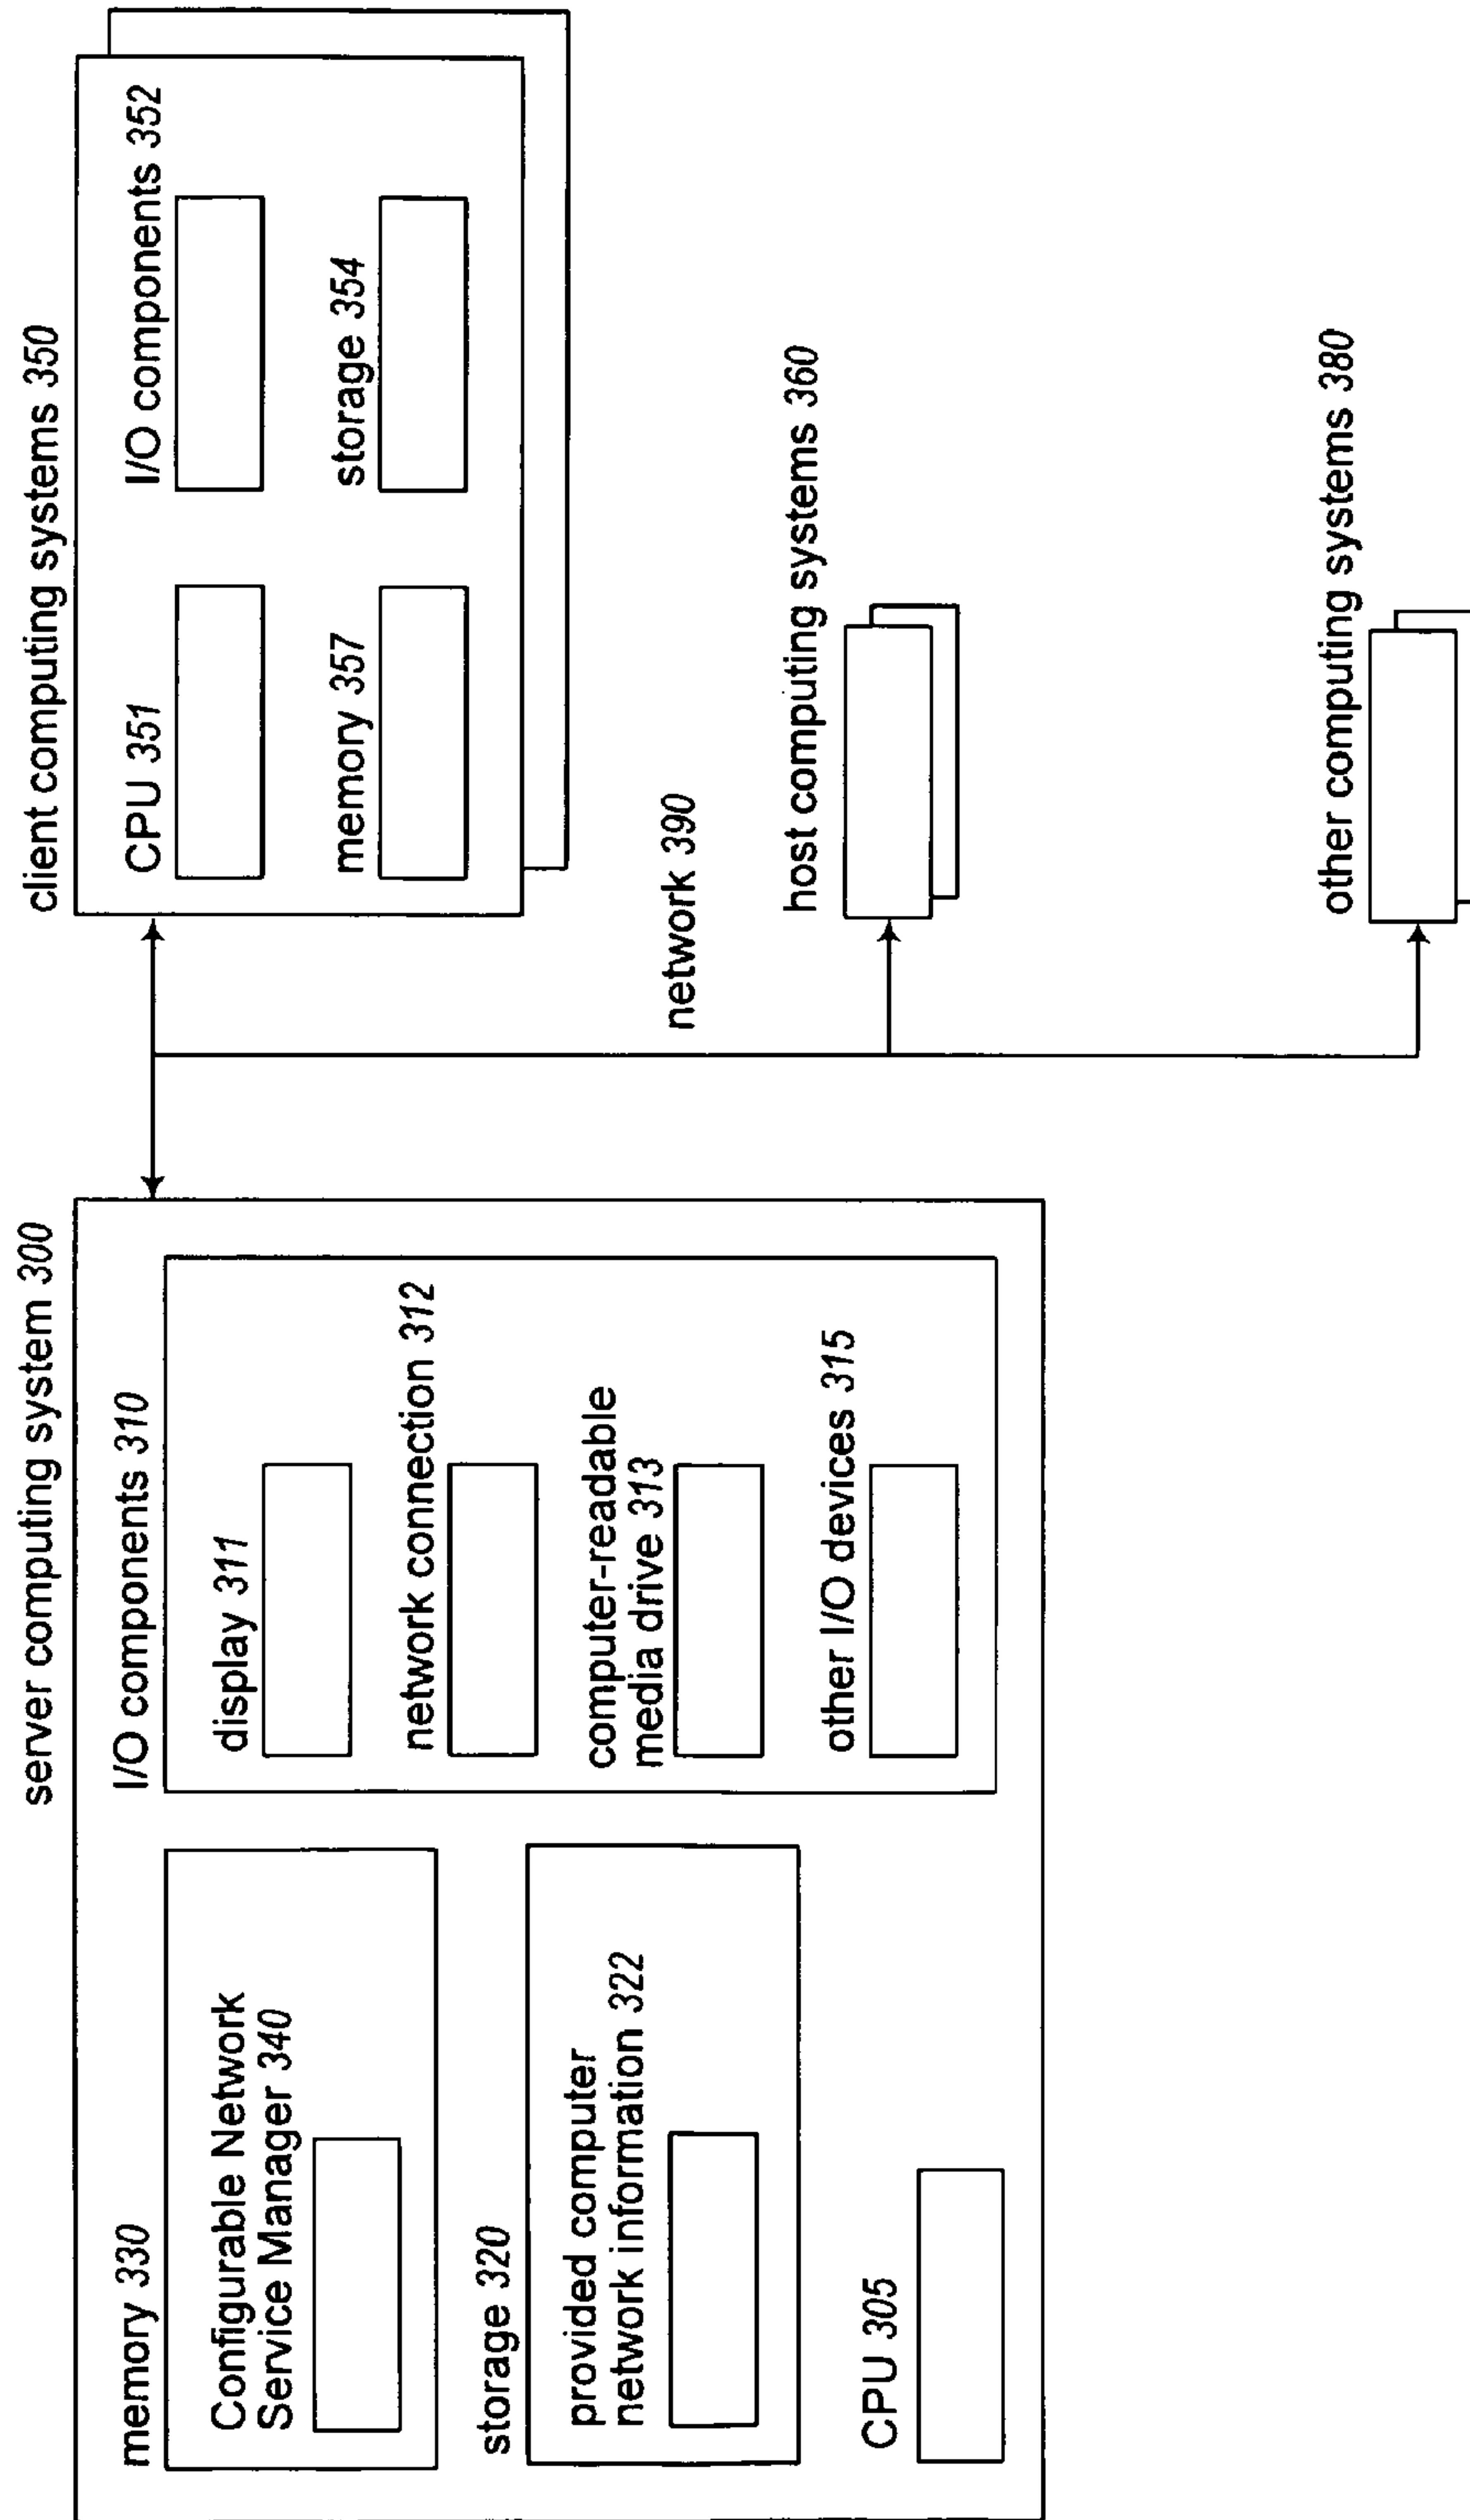 server computing system 300
memory 330
Configurable Network
Service Manager 340
storage 320
provided computer
network information 322
CPU 305
I/O components 310
display 311
network connection 312
computer-readable
media drive 313
other I/O devices 315
client computing systems 350
CPU 351
I/O components 352
memory 357
storage 354
network 390
host computing systems 360
other computing systems 380